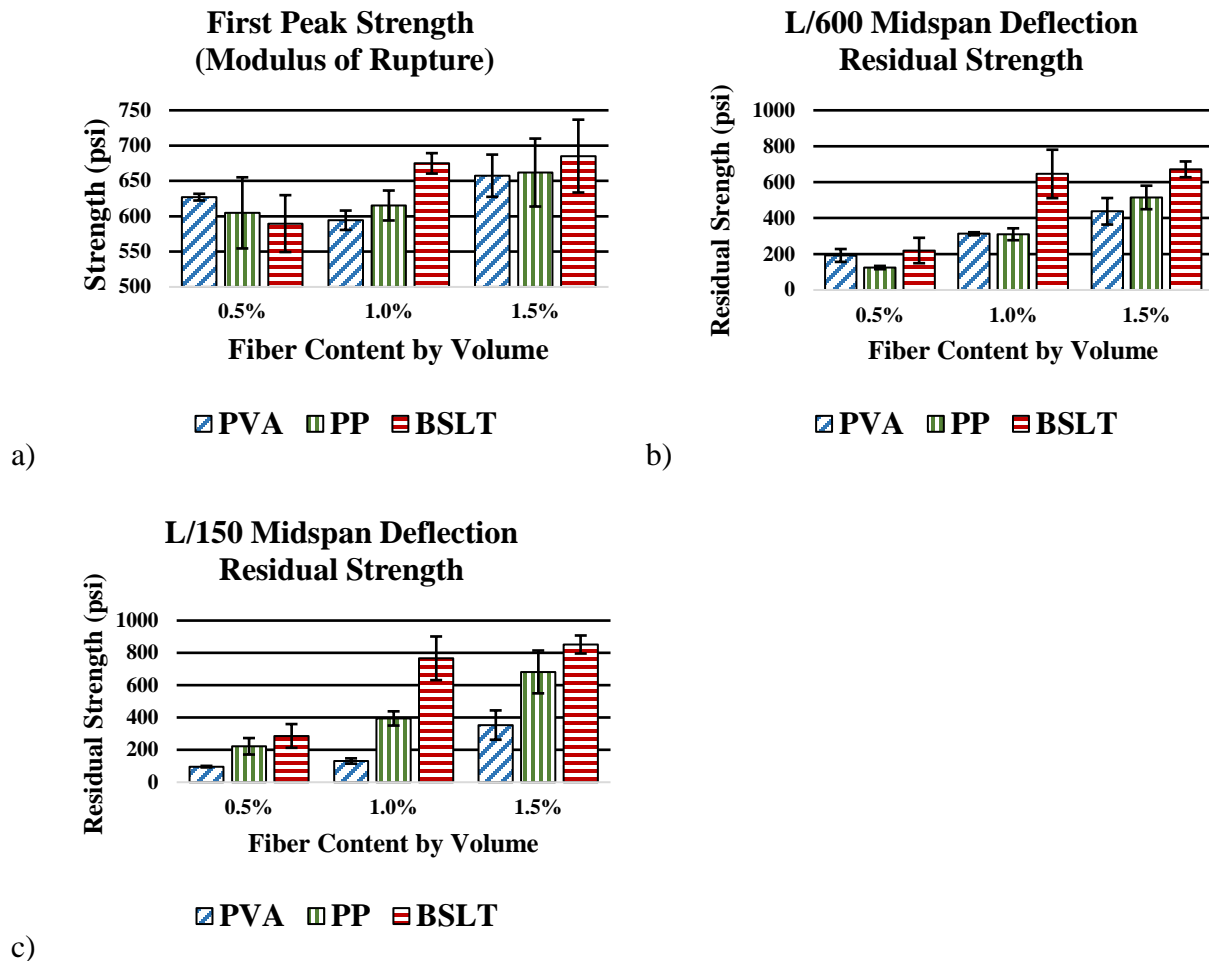 First Peak Strength
(Modulus of Rupture)
Strength (psi)
750
700
650
600
550
500
0.5% 1.0% 1.5%
Fiber Content by Volume
PVA PP BSLT
a)
L/600 Midspan Deflection
Residual Strength
Residual Srength (psi)
1000
800
600
400
200
0
0.5% 1.0% 1.5%
Fiber Content by Volume
PVA PP BSLT
b)
L/150 Midspan Deflection
Residual Strength
Residual Strength (psi)
1000
800
600
400
200
0
0.5% 1.0% 1.5%
Fiber Content by Volume
PVA PP BSLT
c)